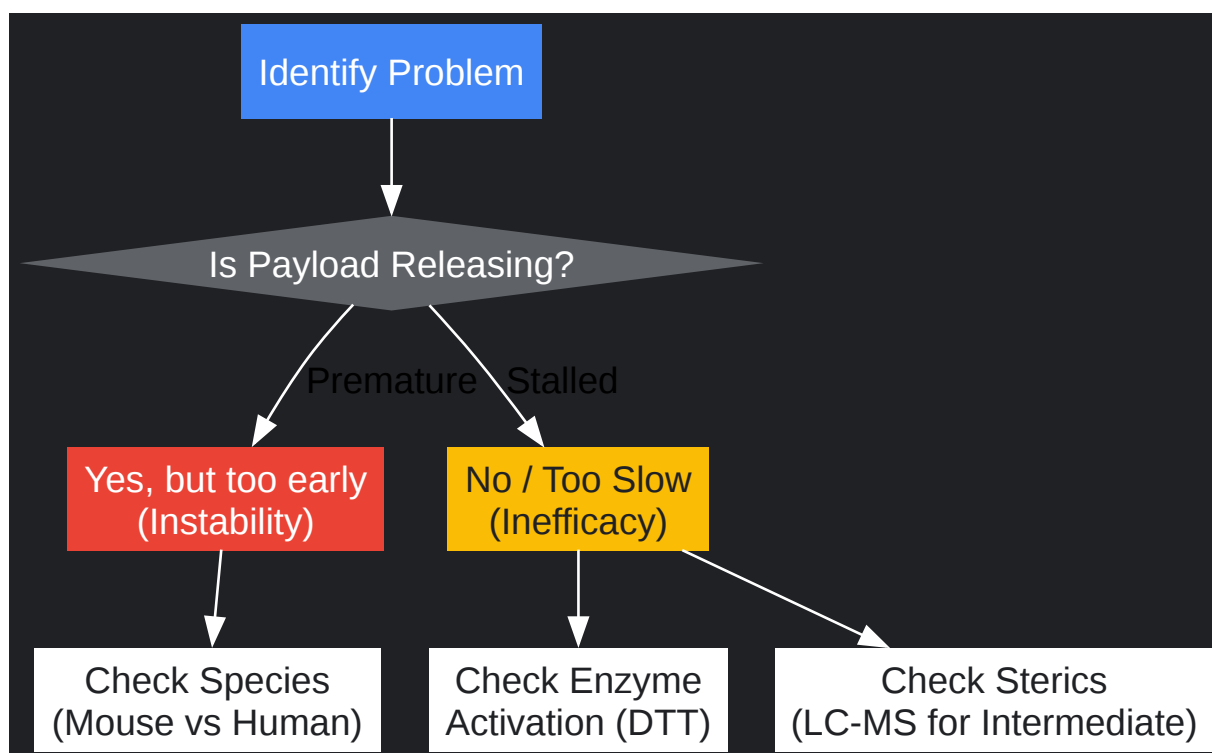 Identify Problem
Is Payload Releasing?
Premature
Stalled
Yes, but too early
(Instability)
No / Too Slow
(Inefficacy)
Check Species
(Mouse vs Human)
Check Enzyme
Activation (DTT)
Check Sterics
(LC-MS for Intermediate)